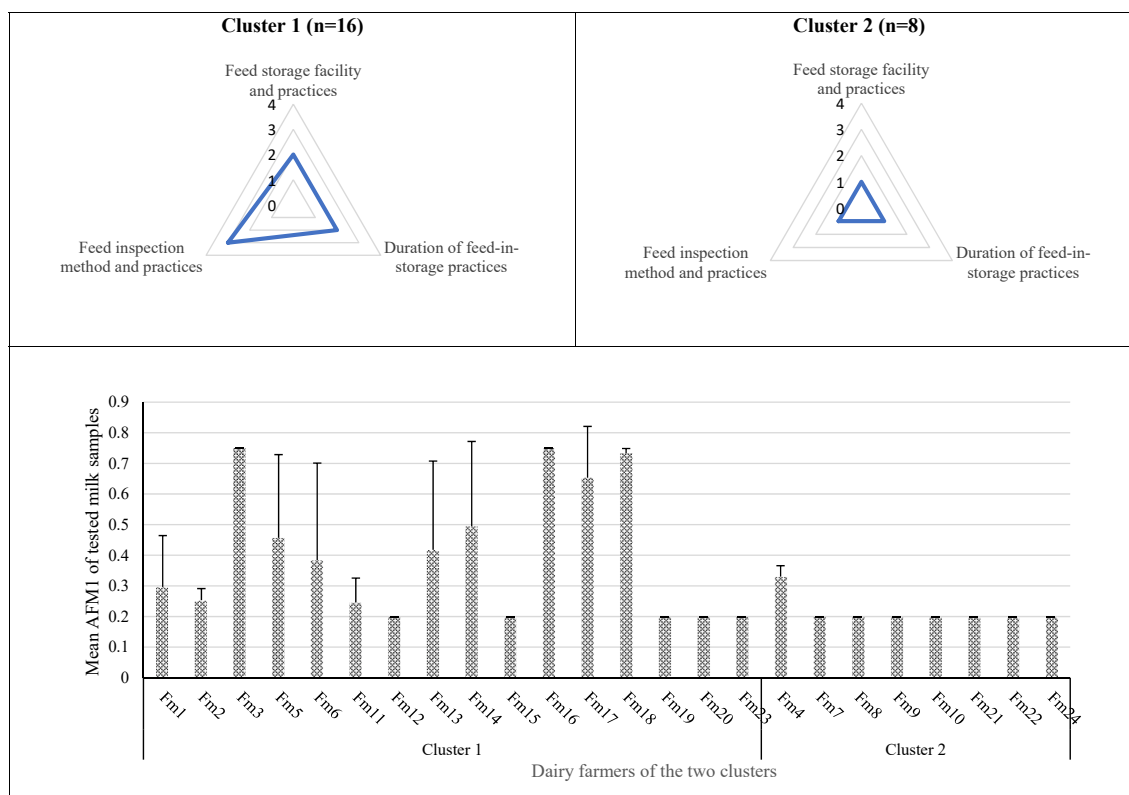 Cluster 1 (n=16)
Feed storage facility
and practices
4
3
2
1
0
Feed inspection
method and practices
Duration of feed-in-
storage practices
Cluster 2 (n=8)
Feed storage facility
and practices
4
3
2
1
0
Feed inspection
method and practices
Duration of feed-in-
storage practices
Mean AFM1 of tested milk samples
0.9
0.8
0.7
0.6
0.5
0.4
0.3
0.2
0.1
0
Fm1
Fm2
Fm3
Fm5
Fm6
Fm11
Fm12
Fm13
Fm14
Fm15
Fm16
Fm17
Fm18
Fm19
Fm20
Fm23
Fm4
Fm7
Fm8
Fm9
Fm10
Fm21
Fm22
Fm24
Cluster 1
Cluster 2
Dairy farmers of the two clusters